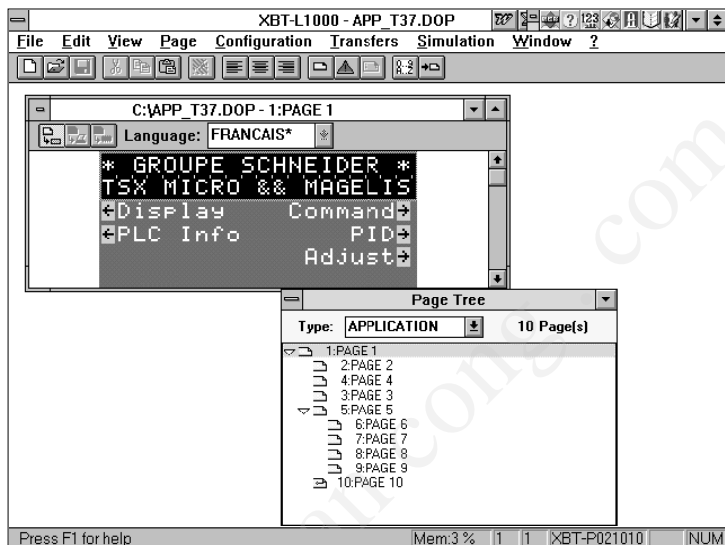 XBT-L1000 - APP_T37.DOP
File Edit View Page Configuration Transfers Simulation Window ?
C:\APP_T37.DOP - 1:PAGE 1
Language: FRANCAIS*
* GROUPE SCHNEIDER *
TSX MICRO && MAGELIS
Display Command
PLC Info PID
Adjust
Page Tree
Type: APPLICATION 10 Page(s)
1:PAGE 1
2:PAGE 2
4:PAGE 4
3:PAGE 3
5:PAGE 5
6:PAGE 6
7:PAGE 7
8:PAGE 8
9:PAGE 9
10:PAGE 10
Press F1 for help Mem:3 % 1 1 XBT-P021010 NUM